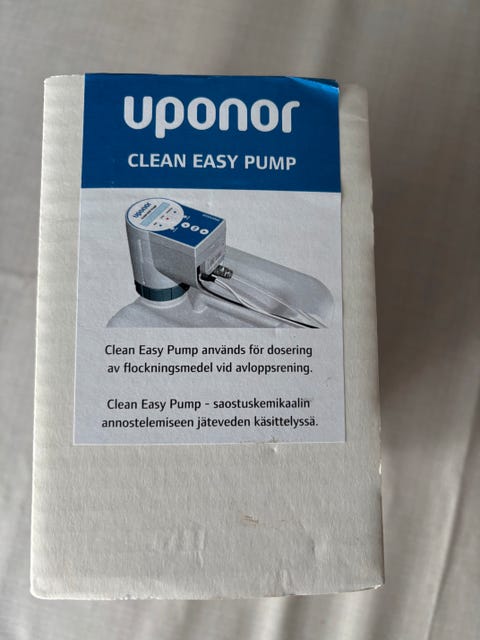 uponor
CLEAN EASY PUMP
uponor
Clean Easy Pump används för dosering
av flockningsmedel vid avloppsrening.
Clean Easy Pump - saostuskemikaalin
annostelemiseen jäteveden käsittelyssä.